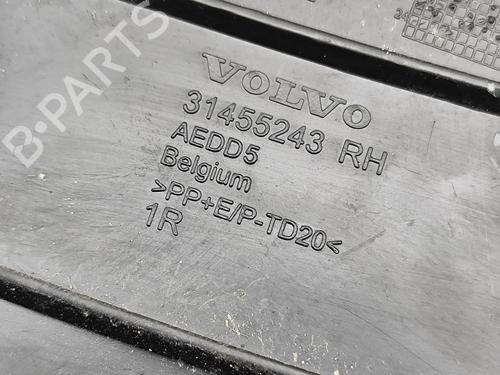 B-PARTS
VOLVO
31455243 RH
AEDD5
Belgium
>PP+E/P-TD20<
1R